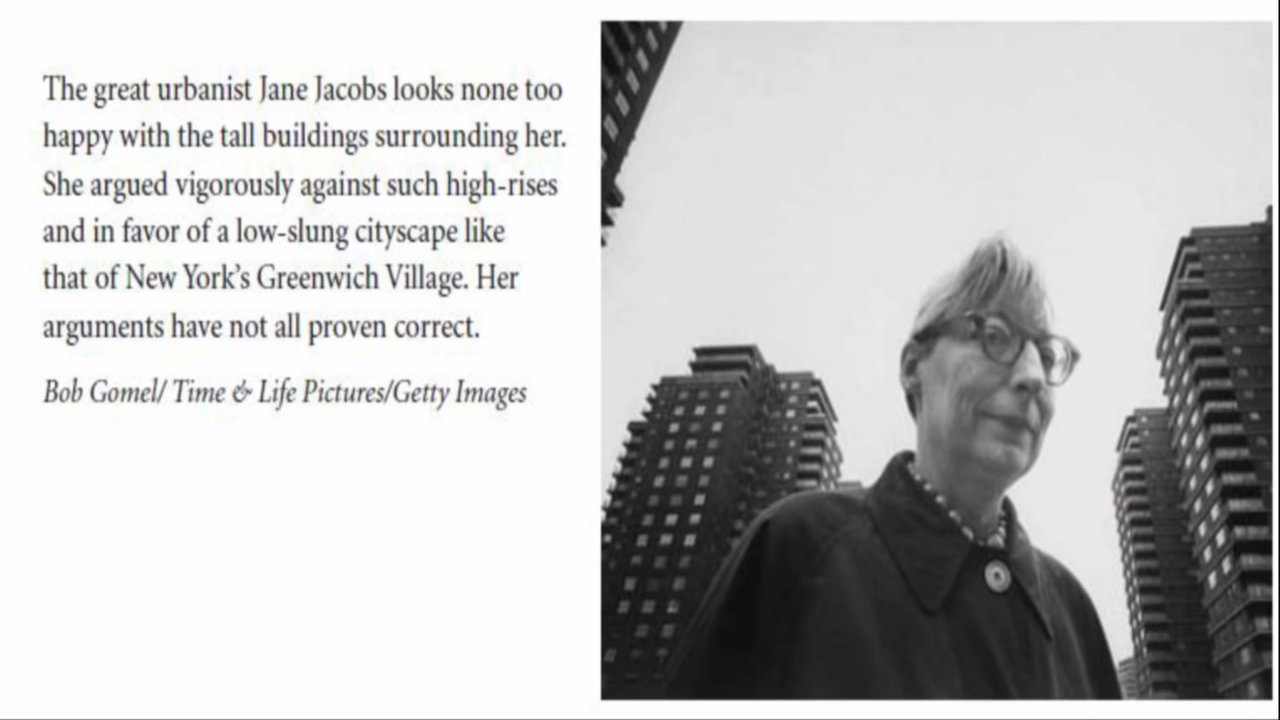 The great urbanist Jane Jacobs looks none too
happy with the tall buildings surrounding her.
She argued vigorously against such high-rises
and in favor of a low-slung cityscape like
that of New York’s Greenwich Village. Her
arguments have not all proven correct.
Bob Gomel/ Time & Life Pictures/Getty Images